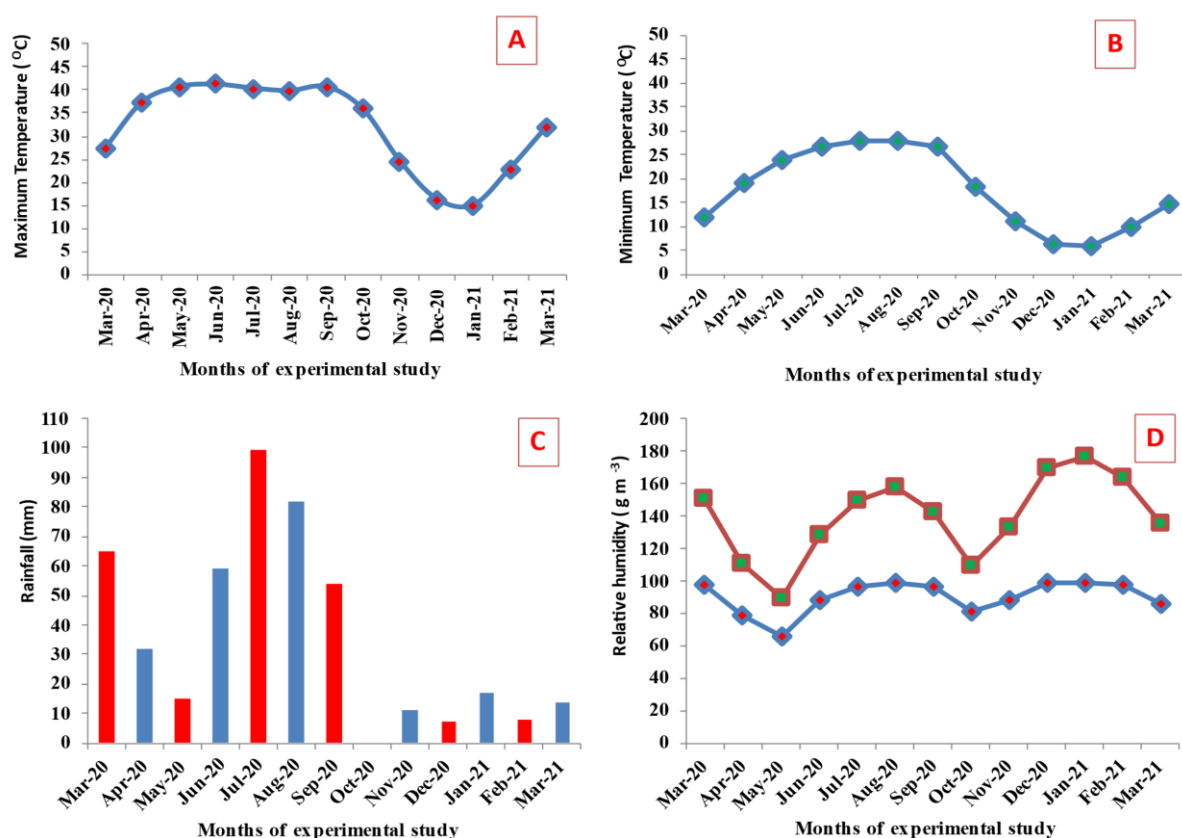 A
Maximum Temperature ( ⁰C)
50
45
40
35
30
25
20
15
10
5
0
Mar-20
Apr-20
May-20
Jun-20
Jul-20
Aug-20
Sep-20
Oct-20
Nov-20
Dec-20
Jan-21
Feb-21
Mar-21
Months of experimental study
B
Minimum Temperature ( ⁰C)
50
45
40
35
30
25
20
15
10
5
0
Mar-20
Apr-20
May-20
Jun-20
Jul-20
Aug-20
Sep-20
Oct-20
Nov-20
Dec-20
Jan-21
Feb-21
Mar-21
Months of experimental study
C
Rainfall (mm)
110
100
90
80
70
60
50
40
30
20
10
0
Mar-20
Apr-20
May-20
Jun-20
Jul-20
Aug-20
Sep-20
Oct-20
Nov-20
Dec-20
Jan-21
Feb-21
Mar-21
Months of experimental study
D
Relative humidity ( g m ⁻³)
200
180
160
140
120
100
80
60
40
20
0
Mar-20
Apr-20
May-20
Jun-20
Jul-20
Aug-20
Sep-20
Oct-20
Nov-20
Dec-20
Jan-21
Feb-21
Mar-21
Months of experimental study